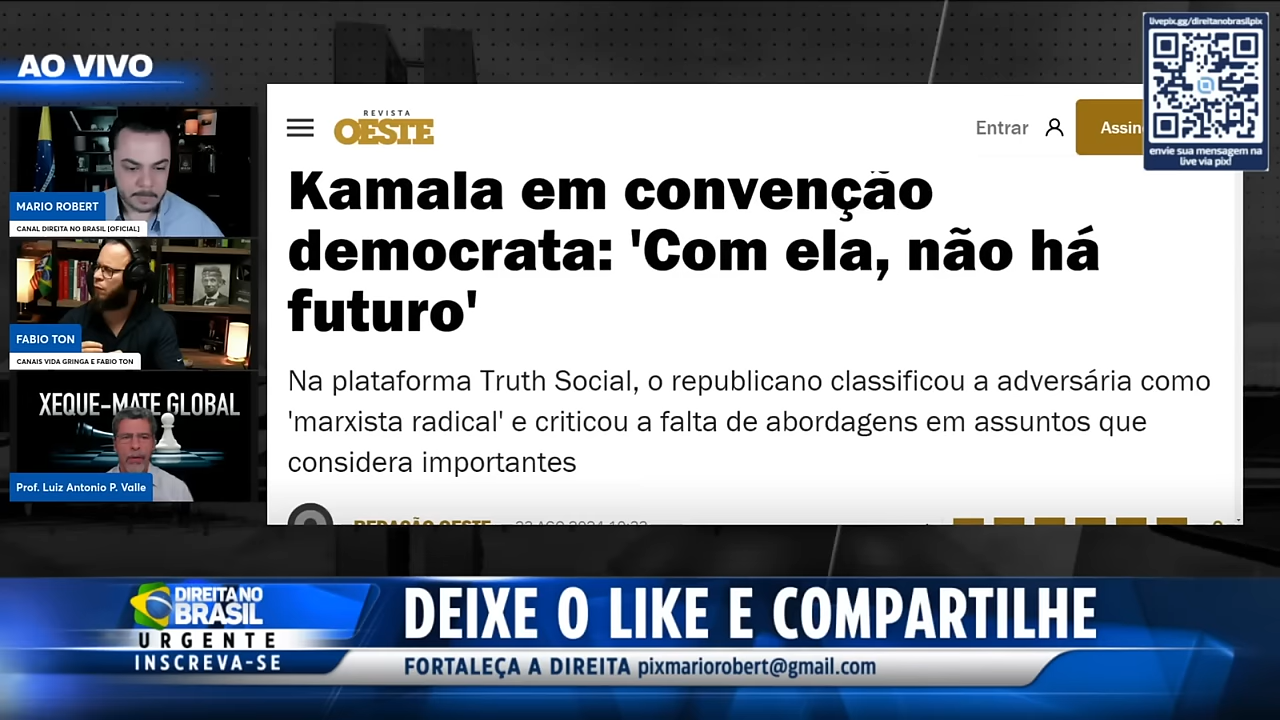 AO VIVO
livepix.gg/direitanobrasilpix
envie sua mensagem na
live via pix!
REVISTA
OESTE
Entrar
Assin
Kamala em convenção
democrata: 'Com ela, não há
futuro'
Na plataforma Truth Social, o republicano classificou a adversária como
'marxista radical' e criticou a falta de abordagens em assuntos que
considera importantes
REDAÇÃO OESTE
MARIO ROBERT
CANAL DIREITA NO BRASIL [OFICIAL]
FABIO TON
CANAIS VIDA GRINGA E FABIO TON
XEQUE-MATE GLOBAL
Prof. Luiz Antonio P. Valle
DIREITA NO
BRASIL
URGENTE
INSCREVA-SE
DEIXE O LIKE E COMPARTILHE
FORTALEÇA A DIREITA pixmariorobert@gmail.com